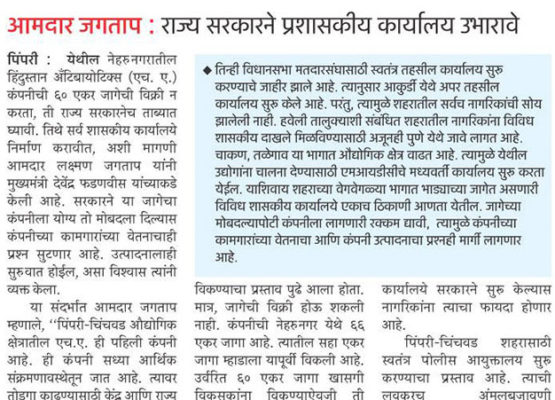 आमदार जगताप : राज्य सरकारने प्रशासकीय कार्यालय उभारावे
पिंपरी : येथील नेहरुनगरातील
हिंदुस्तान अँटिबायोटिक्स (एच. ए.)
कंपनीची ६० एकर जागेची विक्री न
करता, ती राज्य सरकारनेच ताब्यात
घ्यावी. तिथे सर्व शासकीय कार्यालये
निर्माण करावीत, अशी मागणी
आमदार लक्ष्मण जगताप यांनी
मुख्यमंत्री देवेंद्र फडणवीस यांच्याकडे
केली आहे. सरकारने या जागेचा
कंपनीला योग्य तो मोबदला दिल्यास
कंपनीच्या कामगारांच्या वेतनाचाही
प्रश्न सुटणार आहे. उत्पादनालाही
सुरुवात होईल, असा विश्वास त्यांनी
व्यक्त केला.
या संदर्भात आमदार जगताप
म्हणाले, ‘‘पिंपरी-चिंचवड औद्योगिक
क्षेत्रातील एच.ए. ही पहिली कंपनी
आहे. ही कंपनी सध्या आर्थिक
संक्रमणावस्थेतून जात आहे. त्यावर
तोडगा काढण्यासाठी केंद्र आणि राज्य
◆ तिन्ही विधानसभा मतदारसंघासाठी स्वतंत्र तहसील कार्यालय सुरू
करण्याचे जाहीर झाले आहे. त्यानुसार आकुर्डी येथे अपर तहसील
कार्यालय सुरू केले आहे. परंतु, त्यामुळे शहरातील सर्वच नागरिकांची सोय
झालेली नाही. हवेली तालुक्याशी संबंधित शहरातील नागरिकांना विविध
शासकीय दाखले मिळविण्यासाठी अजूनही पुणे येथे जावे लागत आहे.
चाकण, तळेगाव या भागात औद्योगिक क्षेत्र वाढत आहे. त्यामुळे येथील
उद्योगांना चालना देण्यासाठी एमआयडीसीचे मध्यवर्ती कार्यालय सुरू करता
येईल. याशिवाय शहराच्या वेगवेगळ्या भागात भाड्याच्या जागेत असणारी
विविध शासकीय कार्यालये एकाच ठिकाणी आणता येतील. जागेच्या
मोबदल्यापोटी कंपनीला लागणारी रक्कम द्यावी, त्यामुळे कंपनीच्या
कामगारांच्या वेतनाचा आणि कंपनी उत्पादनाचा प्रश्नही मार्गी लागणार
आहे.
विकण्याचा प्रस्ताव पुढे आला होता.
मात्र, जागेची विक्री होऊ शकली
नाही. कंपनीची नेहरुनगर येथे ६६
एकर जागा आहे. त्यातील सहा एकर
जागा म्हाडाला यापूर्वी विकली आहे.
उर्वरित ६० एकर जागा खासगी
विकसकांना विकण्याऐवजी ती
कार्यालये सरकारने सुरू केल्यास
नागरिकांना त्याचा फायदा होणार
आहे.
पिंपरी-चिंचवड शहरासाठी
स्वतंत्र पोलीस आयुक्तालय सुरू
करण्याचा प्रस्ताव आहे. त्याची
लवकरच अंमलबजावणी